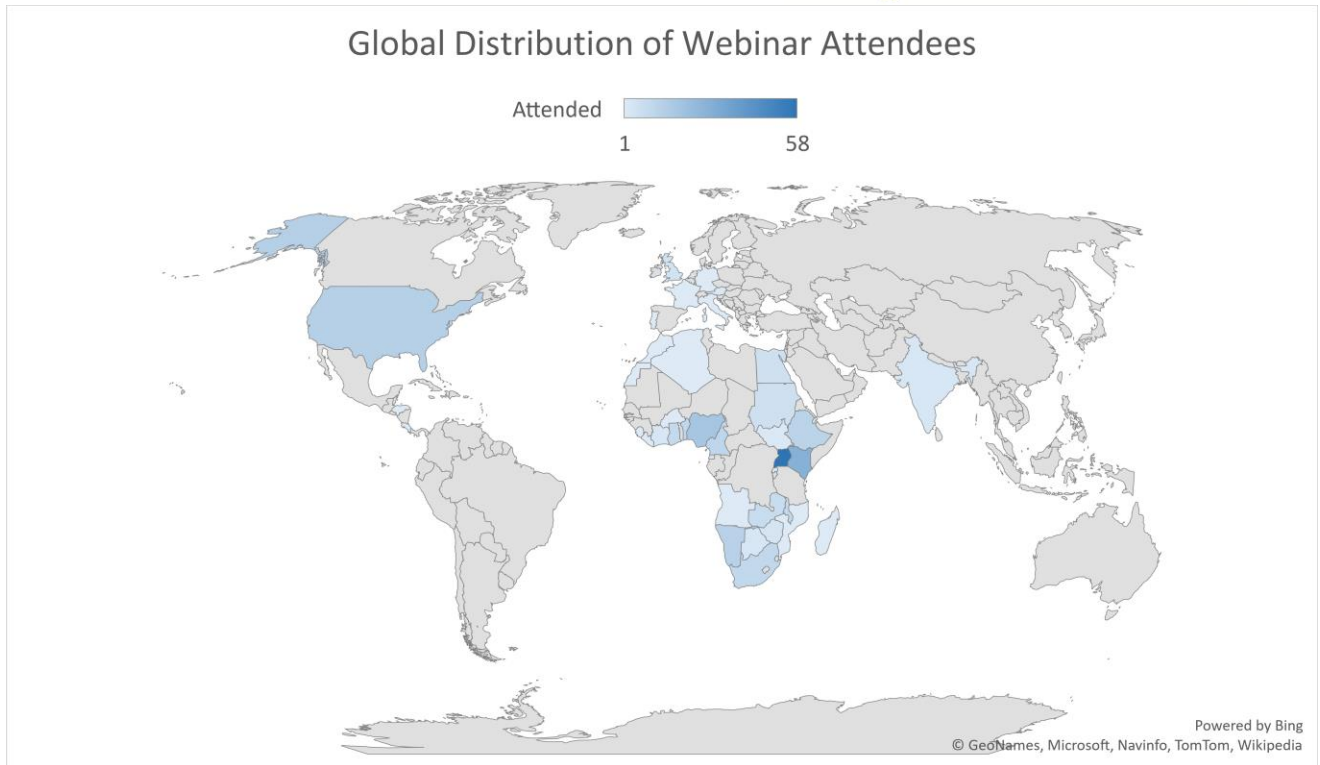 Global Distribution of Webinar Attendees
Attended
1 58
Powered by Bing
© GeoNames, Microsoft, Navinfo, TomTom, Wikipedia